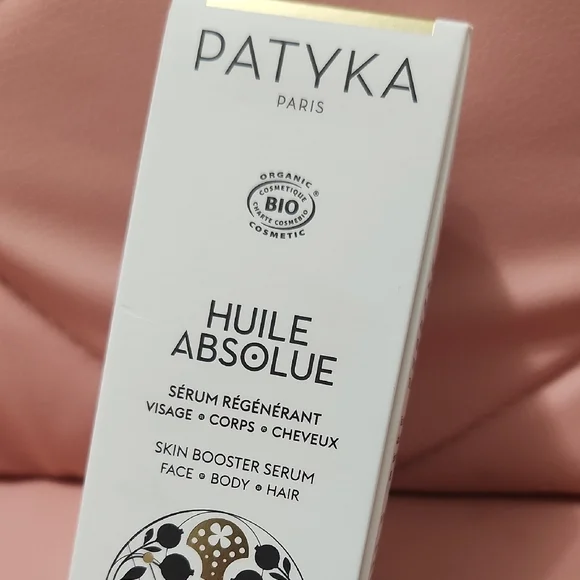 PATYKA
PARIS
ORGANIC ®
COSMETIQUE
BIO
CHARTE COSMEBIO
COSMETIC
HUILE
ABSOLUE
SÉRUM RÉGÉNÉRANT
VISAGE • CORPS • CHEVEUX
SKIN BOOSTER SERUM
FACE • BODY • HAIR